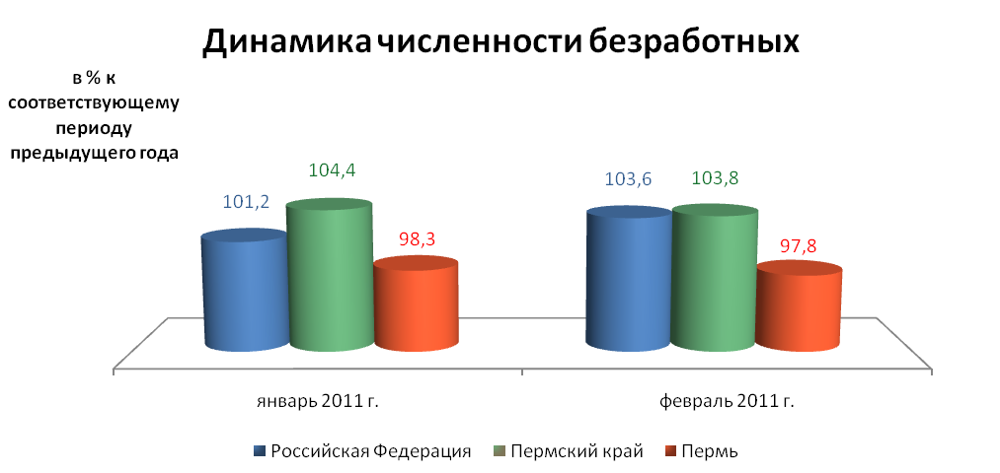 Динамика численности безработных
в % к
соответствующему
периоду
предыдущего года
101,2
104,4
98,3
103,6
103,8
97,8
январь 2011 г.
февраль 2011 г.
Российская Федерация
Пермский край
Пермь